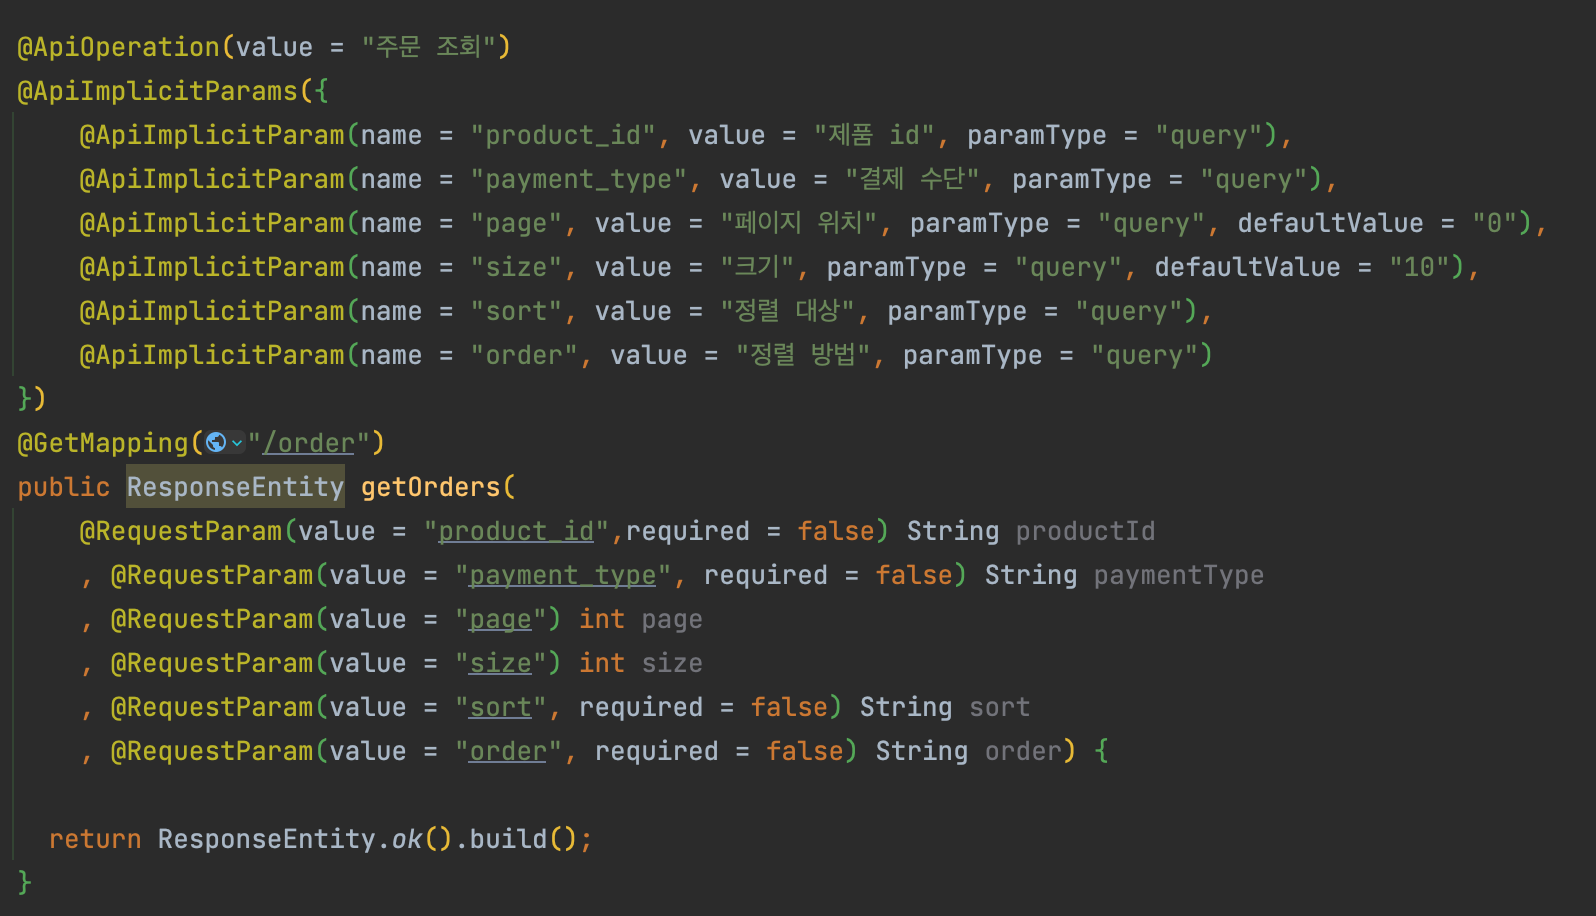 @ApiOperation(value = "주문 조회")
@ApiImplicitParams({
    @ApiImplicitParam(name = "product_id", value = "제품 id", paramType = "query"),
    @ApiImplicitParam(name = "payment_type", value = "결제 수단", paramType = "query"),
    @ApiImplicitParam(name = "page", value = "페이지 위치", paramType = "query", defaultValue = "0"),
    @ApiImplicitParam(name = "size", value = "크기", paramType = "query", defaultValue = "10"),
    @ApiImplicitParam(name = "sort", value = "정렬 대상", paramType = "query"),
    @ApiImplicitParam(name = "order", value = "정렬 방법", paramType = "query")
})
@GetMapping("/order")
public ResponseEntity getOrders(
    @RequestParam(value = "product_id",required = false) String productId
    , @RequestParam(value = "payment_type", required = false) String paymentType
    , @RequestParam(value = "page") int page
    , @RequestParam(value = "size") int size
    , @RequestParam(value = "sort", required = false) String sort
    , @RequestParam(value = "order", required = false) String order) {
  return ResponseEntity.ok().build();
}